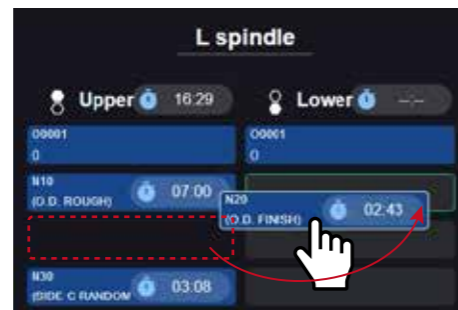 L spindle
Upper 16:29
Lower --:--
O0001
0
O0001
0
N10
(O.D. ROUGH) 07:00
N20
(O.D. FINISH) 02:43
N30
(SIDE C RANDOM 03:08